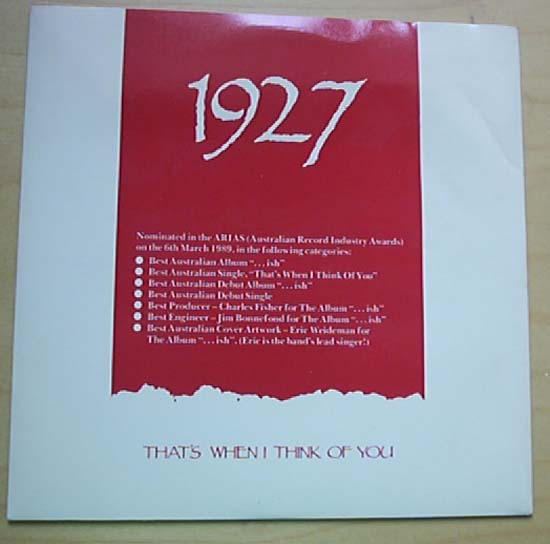 1927
Nominated in the ARIAS (Australian Record Industry Awards)
on the 6th March 1989, in the following categories:
● Best Australian Album “... ish”
● Best Australian Single, “That's When I Think Of You”
● Best Australian Debut Album “... ish”
● Best Australian Debut Single
● Best Producer – Charles Fisher for The Album “... ish”
● Best Engineer – Jim Bonnefond for The Album “... ish”
● Best Australian Cover Artwork – Eric Weideman for
The Album “... ish”. (Eric is the band's lead singer!)
THAT'S WHEN I THINK OF YOU